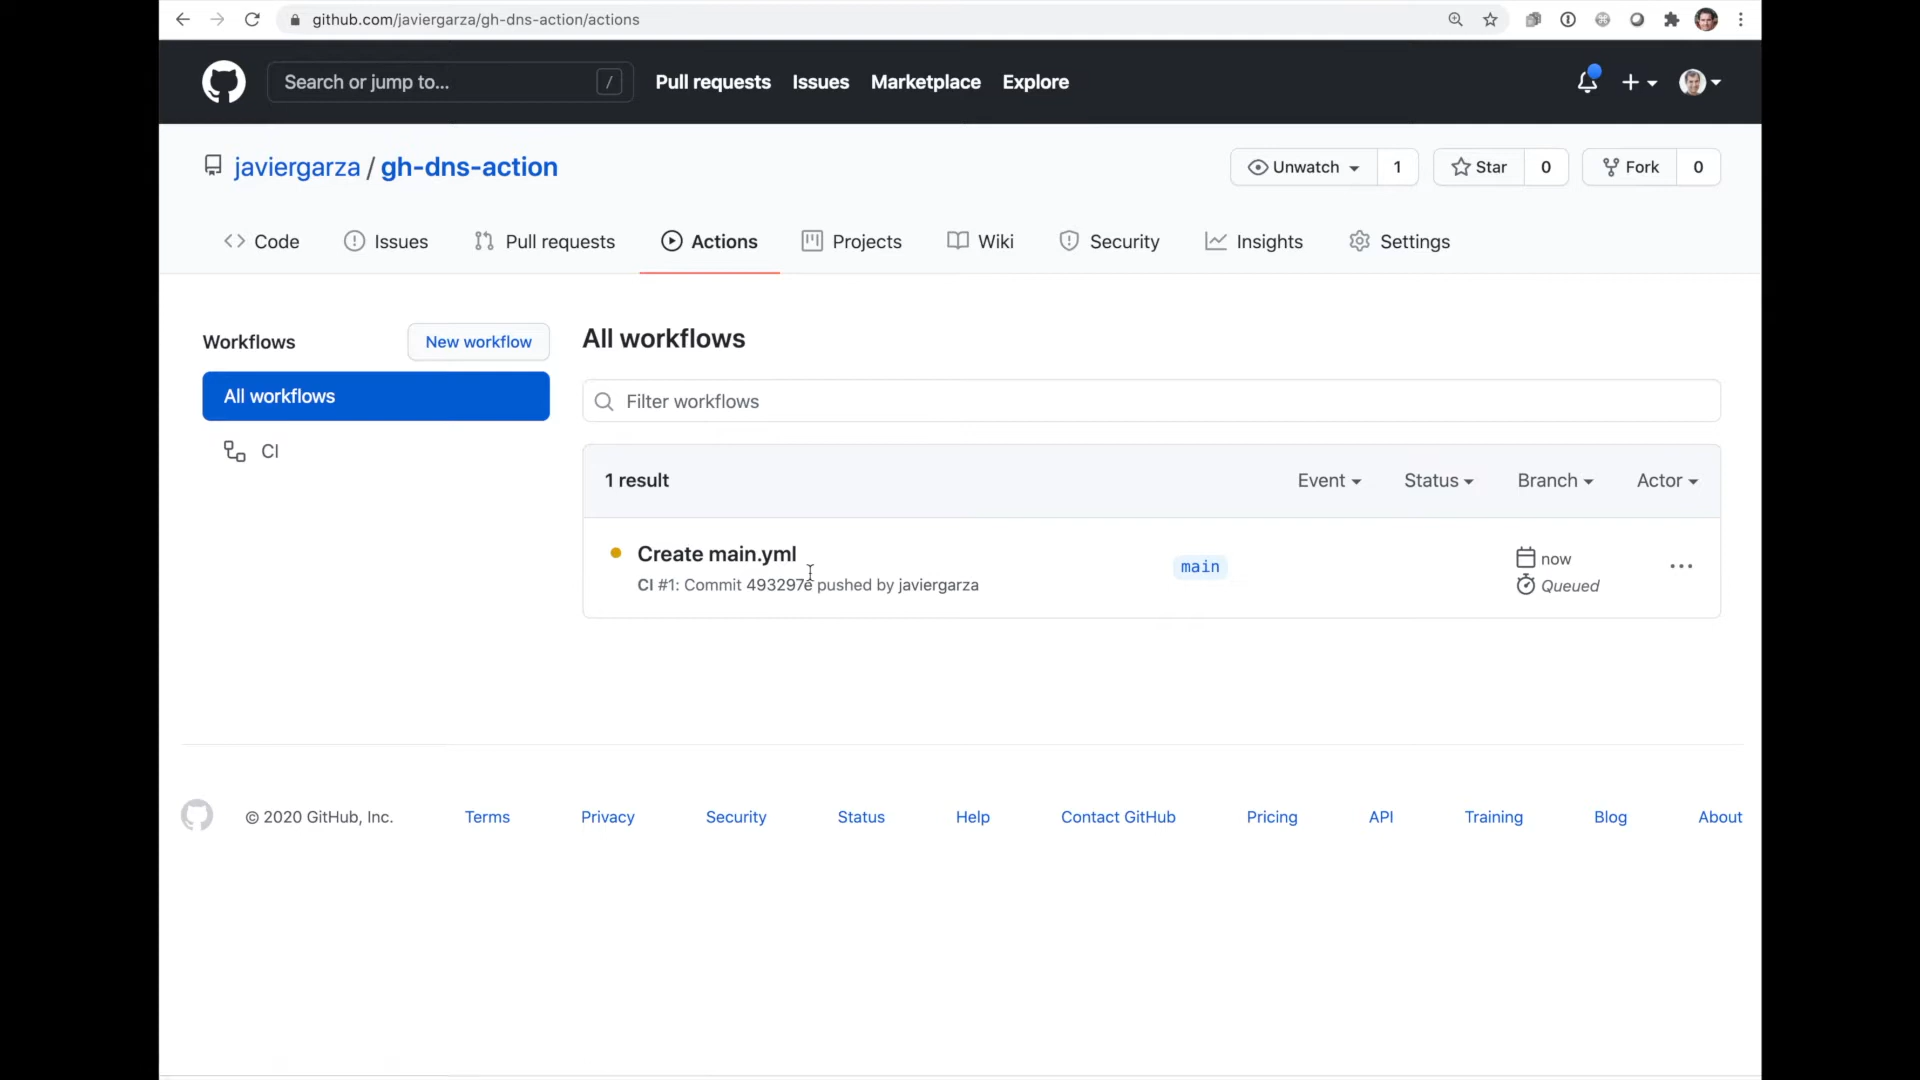 github.com/javiergarza/gh-dns-action/actions
Search or jump to... /
Pull requests Issues Marketplace Explore
javiergarza / gh-dns-action
Unwatch 1 Star 0 Fork 0
Code Issues Pull requests Actions Projects Wiki Security Insights Settings
Workflows New workflow
All workflows
CI
All workflows
Filter workflows
1 result Event Status Branch Actor
Create main.yml
CI #1: Commit 493297e pushed by javiergarza
main
now
Queued
© 2020 GitHub, Inc. Terms Privacy Security Status Help Contact GitHub Pricing API Training Blog About